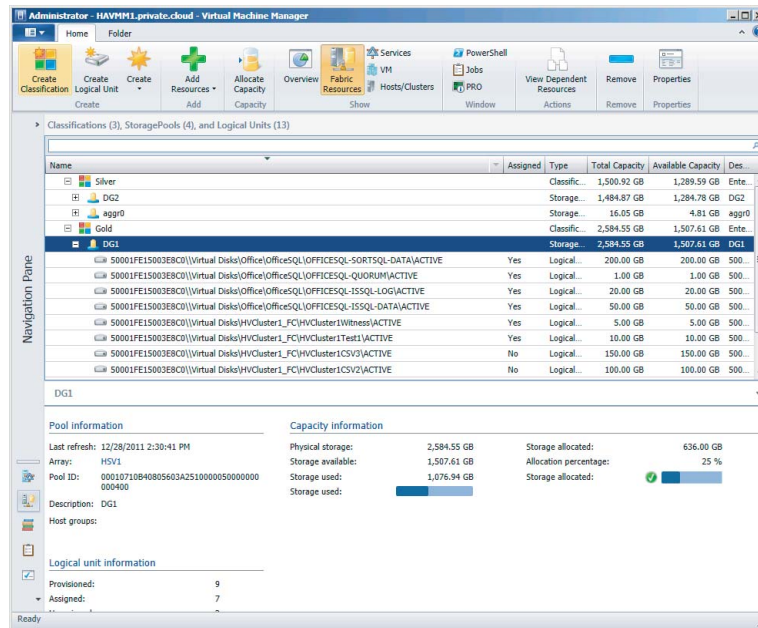 Administrator - HAVMM1.private.cloud - Virtual Machine Manager
Home Folder
Create Classification Create Logical Unit Create Add Resources Allocate Capacity Overview Fabric Resources Services VM Hosts/Clusters PowerShell Jobs PRO View Dependent Resources Remove Properties
Create Add Capacity Show Window Actions Remove Properties
Classifications (3), StoragePools (4), and Logical Units (13)
Name Assigned Type Total Capacity Available Capacity Des...
Silver Classific... 1,500.92 GB 1,289.59 GB Ente...
DG2 Storage... 1,484.87 GB 1,284.78 GB DG2
aggr0 Storage... 16.05 GB 4.81 GB aggr0
Gold Classific... 2,584.55 GB 1,507.61 GB Ente...
DG1 Storage... 2,584.55 GB 1,507.61 GB DG1
50001FE15003E8C0\\Virtual Disks\Office\OfficeSQL\OFFICESQL-SORTSQL-DATA\ACTIVE Yes Logical... 200.00 GB 200.00 GB 500...
50001FE15003E8C0\\Virtual Disks\Office\OfficeSQL\OFFICESQL-QUORUM\ACTIVE Yes Logical... 1.00 GB 1.00 GB 500...
50001FE15003E8C0\\Virtual Disks\Office\OfficeSQL\OFFICESQL-ISSQL-LOG\ACTIVE Yes Logical... 20.00 GB 20.00 GB 500...
50001FE15003E8C0\\Virtual Disks\Office\OfficeSQL\OFFICESQL-ISSQL-DATA\ACTIVE Yes Logical... 50.00 GB 50.00 GB 500...
50001FE15003E8C0\\Virtual Disks\HVCluster1_FC\HVCluster1Witness\ACTIVE Yes Logical... 5.00 GB 5.00 GB 500...
50001FE15003E8C0\\Virtual Disks\HVCluster1_FC\HVCluster1Test1\ACTIVE Yes Logical... 10.00 GB 10.00 GB 500...
50001FE15003E8C0\\Virtual Disks\HVCluster1_FC\HVCluster1CSV3\ACTIVE No Logical... 150.00 GB 150.00 GB 500...
50001FE15003E8C0\\Virtual Disks\HVCluster1_FC\HVCluster1CSV2\ACTIVE No Logical... 100.00 GB 100.00 GB 500...
Navigation Pane
DG1
Pool information Capacity information
Last refresh: 12/28/2011 2:30:41 PM Physical storage: 2,584.55 GB Storage allocated: 636.00 GB
Array: HSV1 Storage available: 1,507.61 GB Allocation percentage: 25 %
Pool ID: 00010710B40805603A2510000050000000 Storage used: 1,076.94 GB Storage allocated:
000400 Storage used:
Description: DG1
Host groups:
Logical unit information
Provisioned: 9
Assigned: 7
Ready